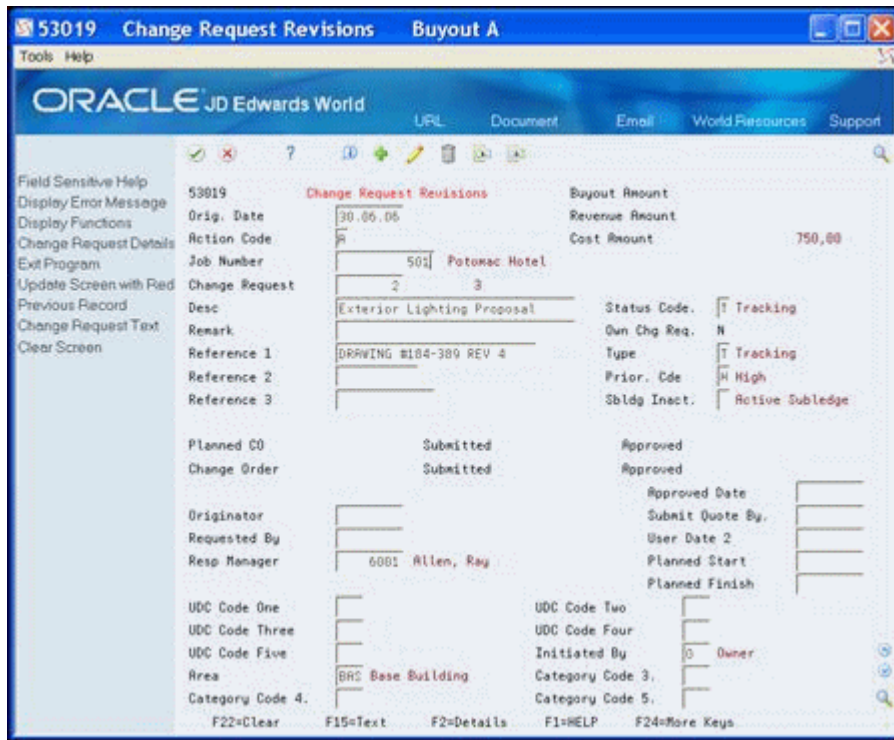 53019 Change Request Revisions Buyout A
Tools Help
ORACLE JD Edwards World
URL Document Email World Resources Support
Field Sensitive Help
Display Error Message
Display Functions
Change Request Details
Exit Program
Update Screen with Red
Previous Record
Change Request Text
Clear Screen
53019 Change Request Revisions Buyout Amount
Orig. Date 30.06.06 Revenue Amount
Action Code A Cost Amount 750,00
Job Number 501 Potomac Hotel
Change Request 2 3
Desc Exterior Lighting Proposal Status Code. T Tracking
Remark Own Chg Req. N
Reference 1 DRAWING #184-389 REV 4 Type T Tracking
Reference 2 Prior. Cde H High
Reference 3 Sbldg Inact. Active Subledge
Planned CO Submitted Approved
Change Order Submitted Approved
Approved Date
Originator Submit Quote By.
Requested By User Date 2
Resp Manager 6001 Allen, Ray Planned Start
Planned Finish
UDC Code One UDC Code Two
UDC Code Three UDC Code Four
UDC Code Five Initiated By O Owner
Area BAS Base Building Category Code 3.
Category Code 4. Category Code 5.
F22=Clear F15=Text F2=Details F1=HELP F24=More Keys